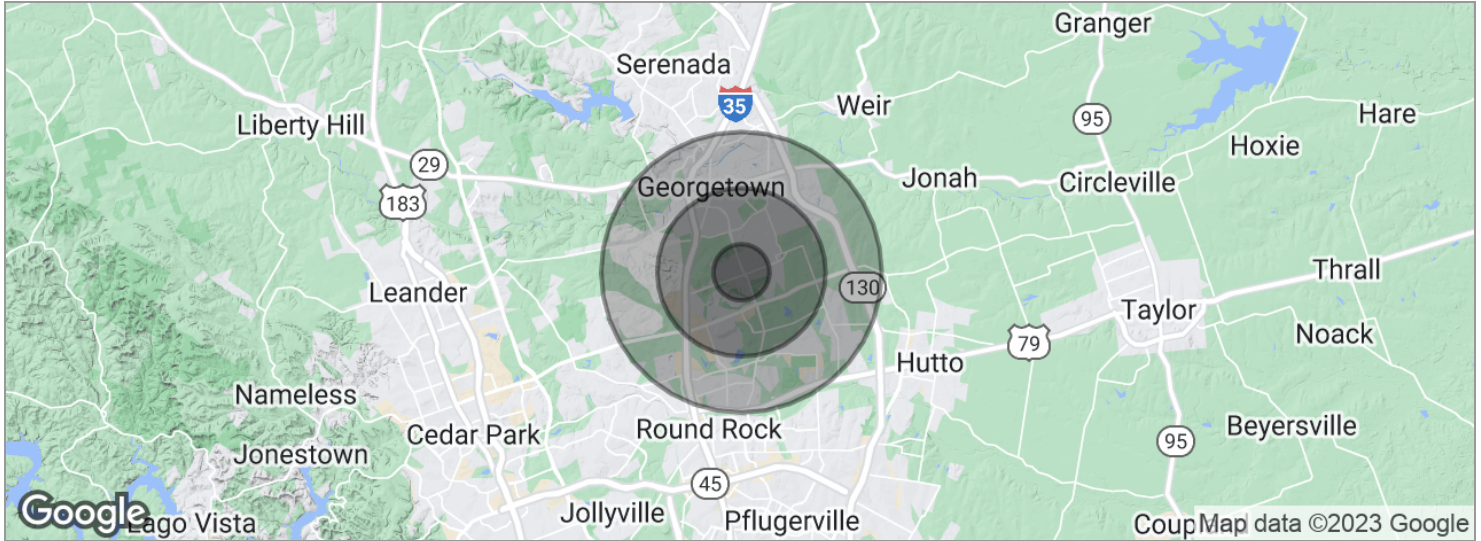 Granger
Serenada
35
Weir
95
Hare
Liberty Hill
Hoxie
29
Jonah
Circleville
Georgetown
183
Thrall
130
Leander
Taylor
Noack
79
Hutto
Nameless
Beyersville
Round Rock
Cedar Park
95
Jonestown
45
Jollyville
Pflugerville
Google
Lago Vista
Coup
Map data ©2023 Google